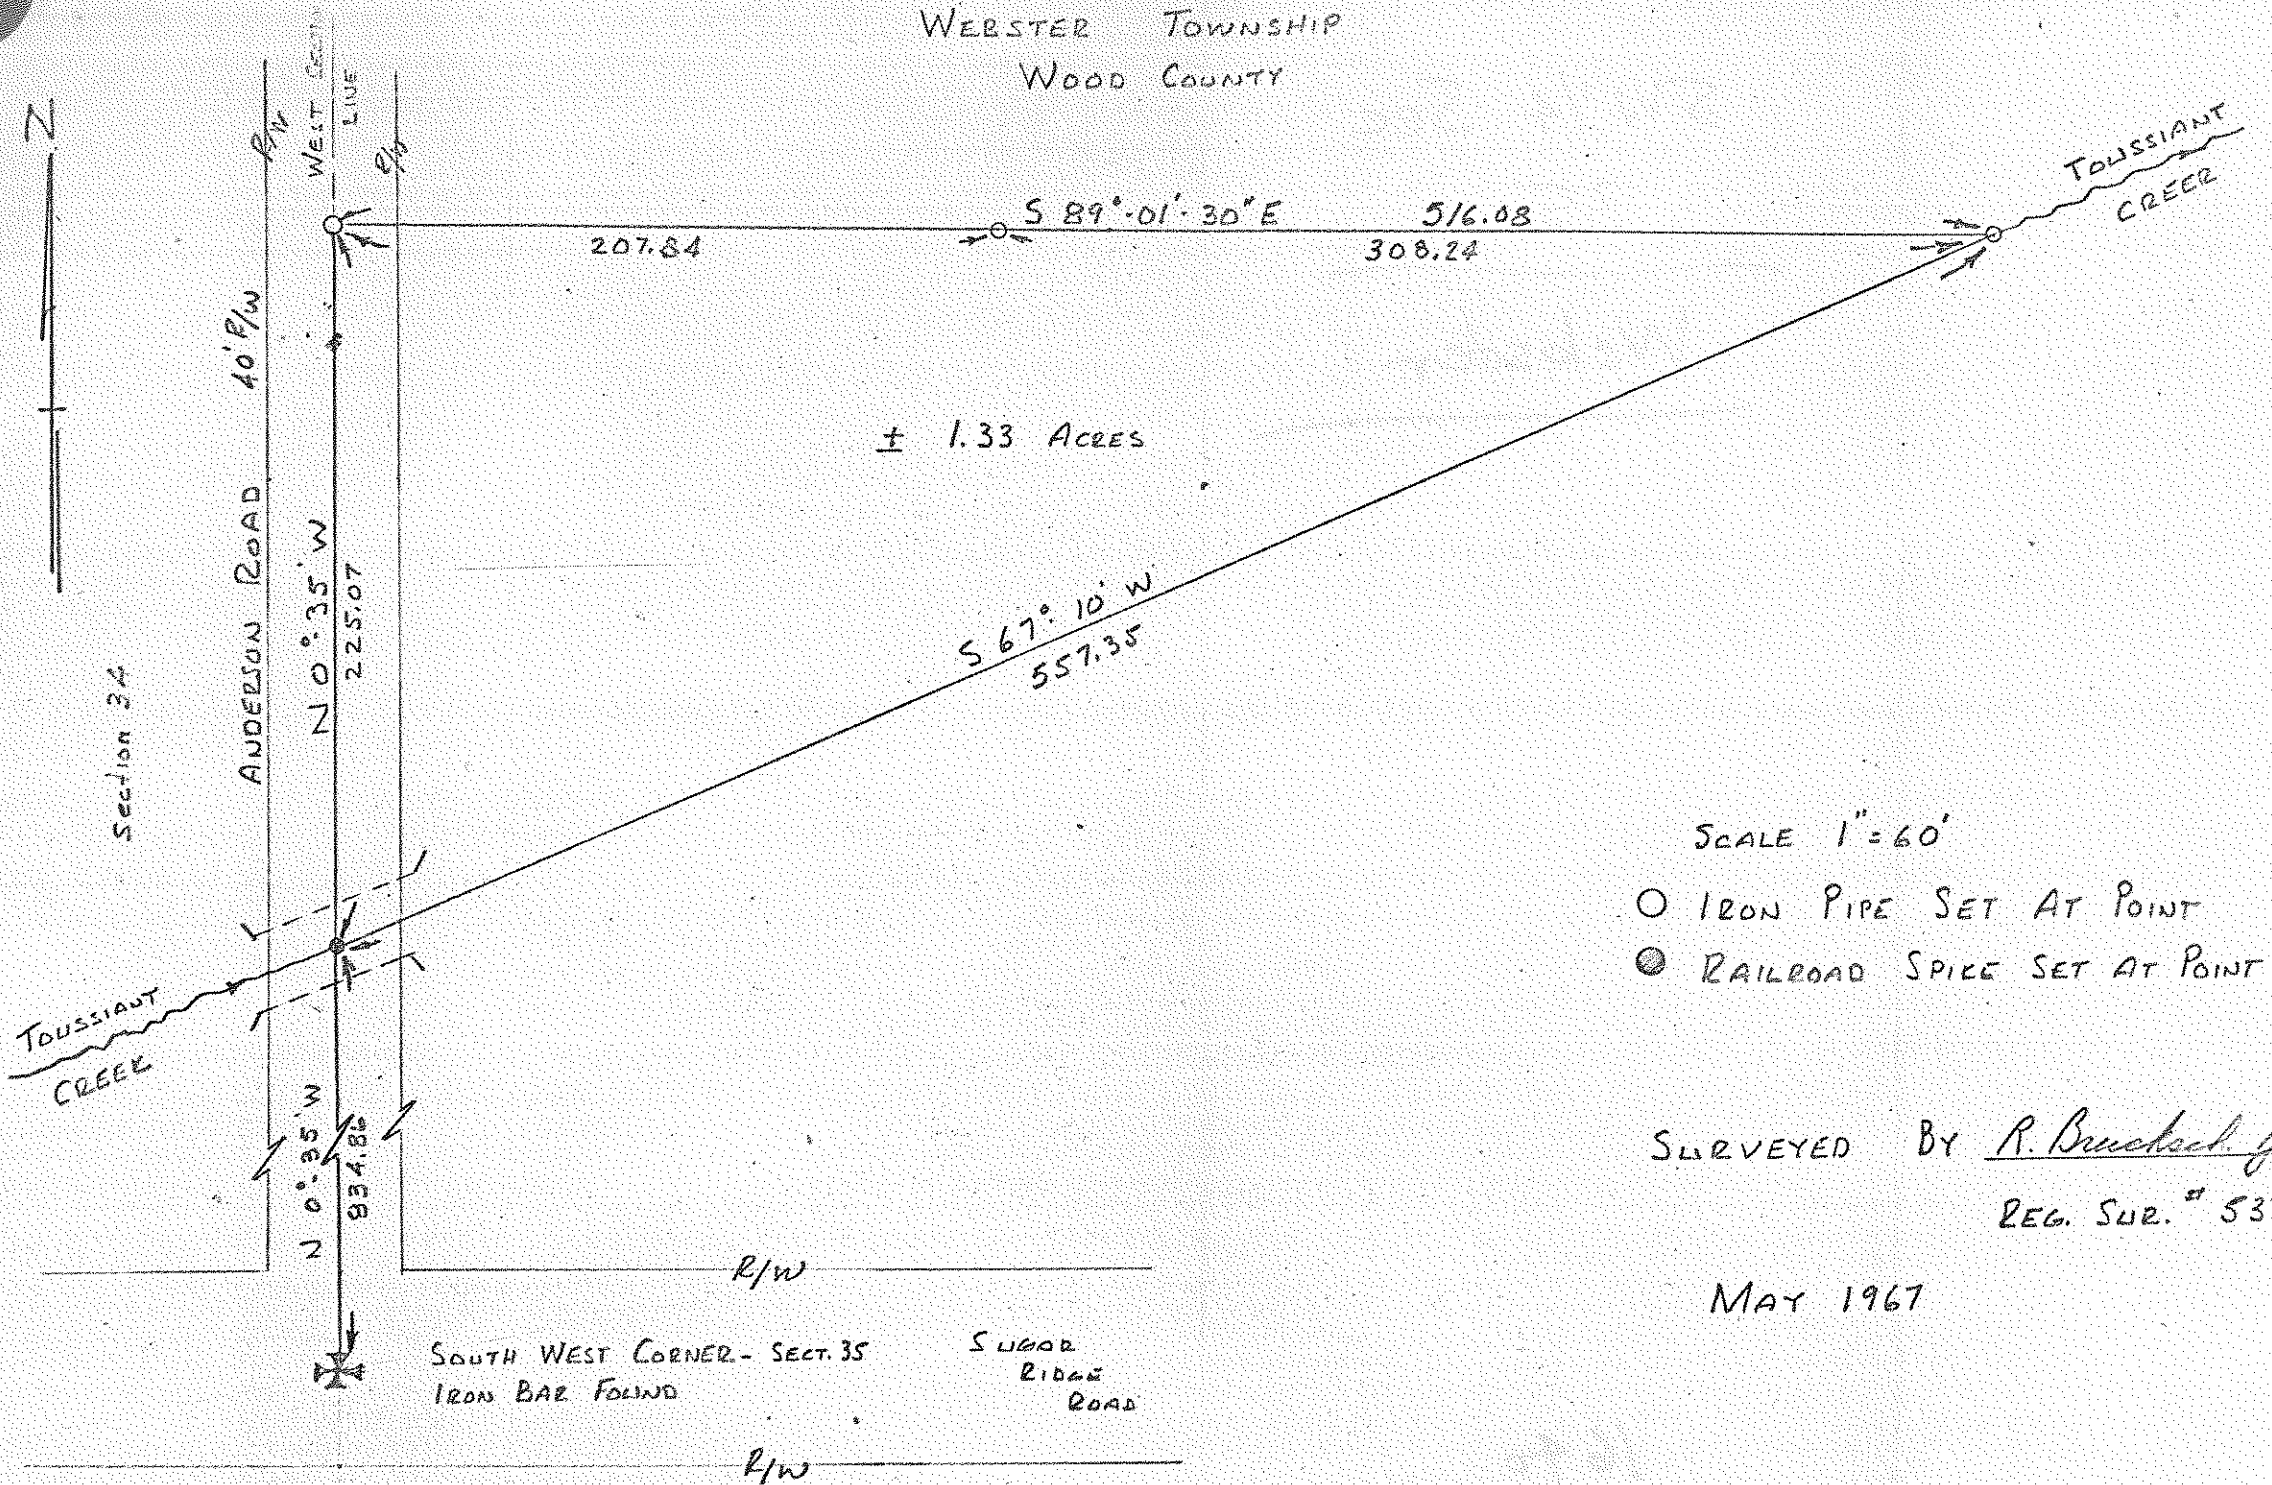 WEBSTER TOWNSHIP
WOOD COUNTY
N
R/W
WEST
LINE
R/W
TOUSSIANT
CREEK
S 89°-01'-30" E 516.08
207.84
308.24
40' R/W
± 1.33 ACRES
ANDERSON ROAD
N 0°-35' W
225.07
S 67°-10' W
557.35
Section 34
SCALE 1"=60'
IRON PIPE SET AT POINT
RAILROAD SPIKE SET AT POINT
TOUSSIANT
CREEK
N 0°-35' W
934.86
SURVEYED BY R.
REG. SUR. # 53
R/W
MAY 1967
SOUTH WEST CORNER - SECT. 35
IRON BAR FOUND
SUGAR
RIDGE
ROAD
R/W